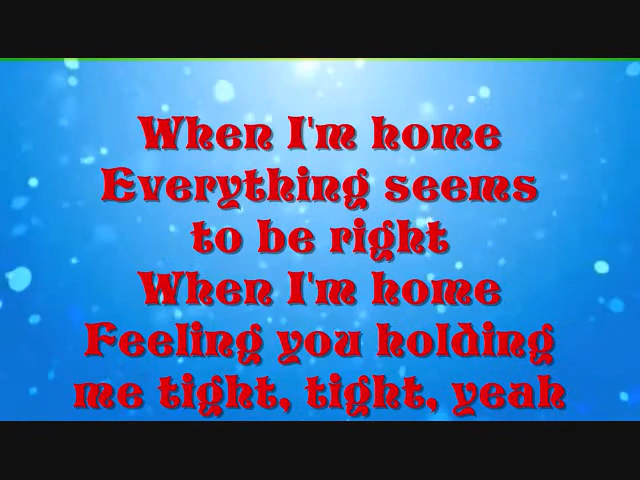 When I'm home
Everything seems
to be right
When I'm home
Feeling you holding
me tight, tight, yeah